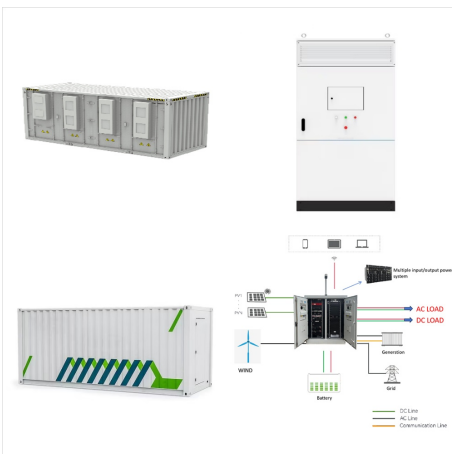 Multiple input/output power
system
PV1
PVn
AC LOAD
DC LOAD
WIND
Generation
Grid
Battery
DC Line
AC Line
Communication Line